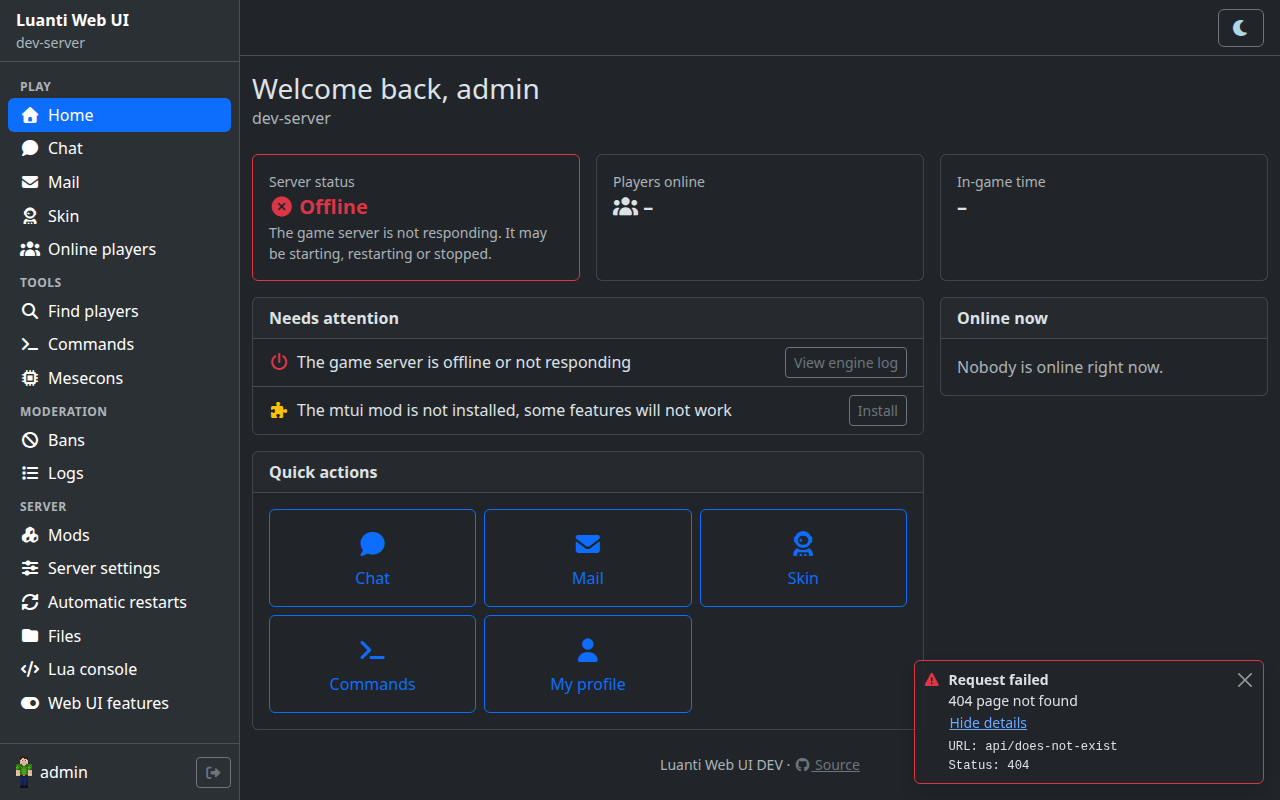 Luanti Web UI
dev-server
PLAY
Home
Chat
Mail
Skin
Online players
TOOLS
Find players
Commands
Mesecons
MODERATION
Bans
Logs
SERVER
Mods
Server settings
Automatic restarts
Files
Lua console
Web UI features
admin
Welcome back, admin
dev-server
Server status
Offline
The game server is not responding. It may
be starting, restarting or stopped.
Players online
–
In-game time
–
Needs attention
The game server is offline or not responding
View engine log
The mtui mod is not installed, some features will not work
Install
Online now
Nobody is online right now.
Quick actions
Chat
Mail
Skin
Commands
My profile
Luanti Web UI DEV · Source
Request failed
404 page not found
Hide details
URL: api/does-not-exist
Status: 404